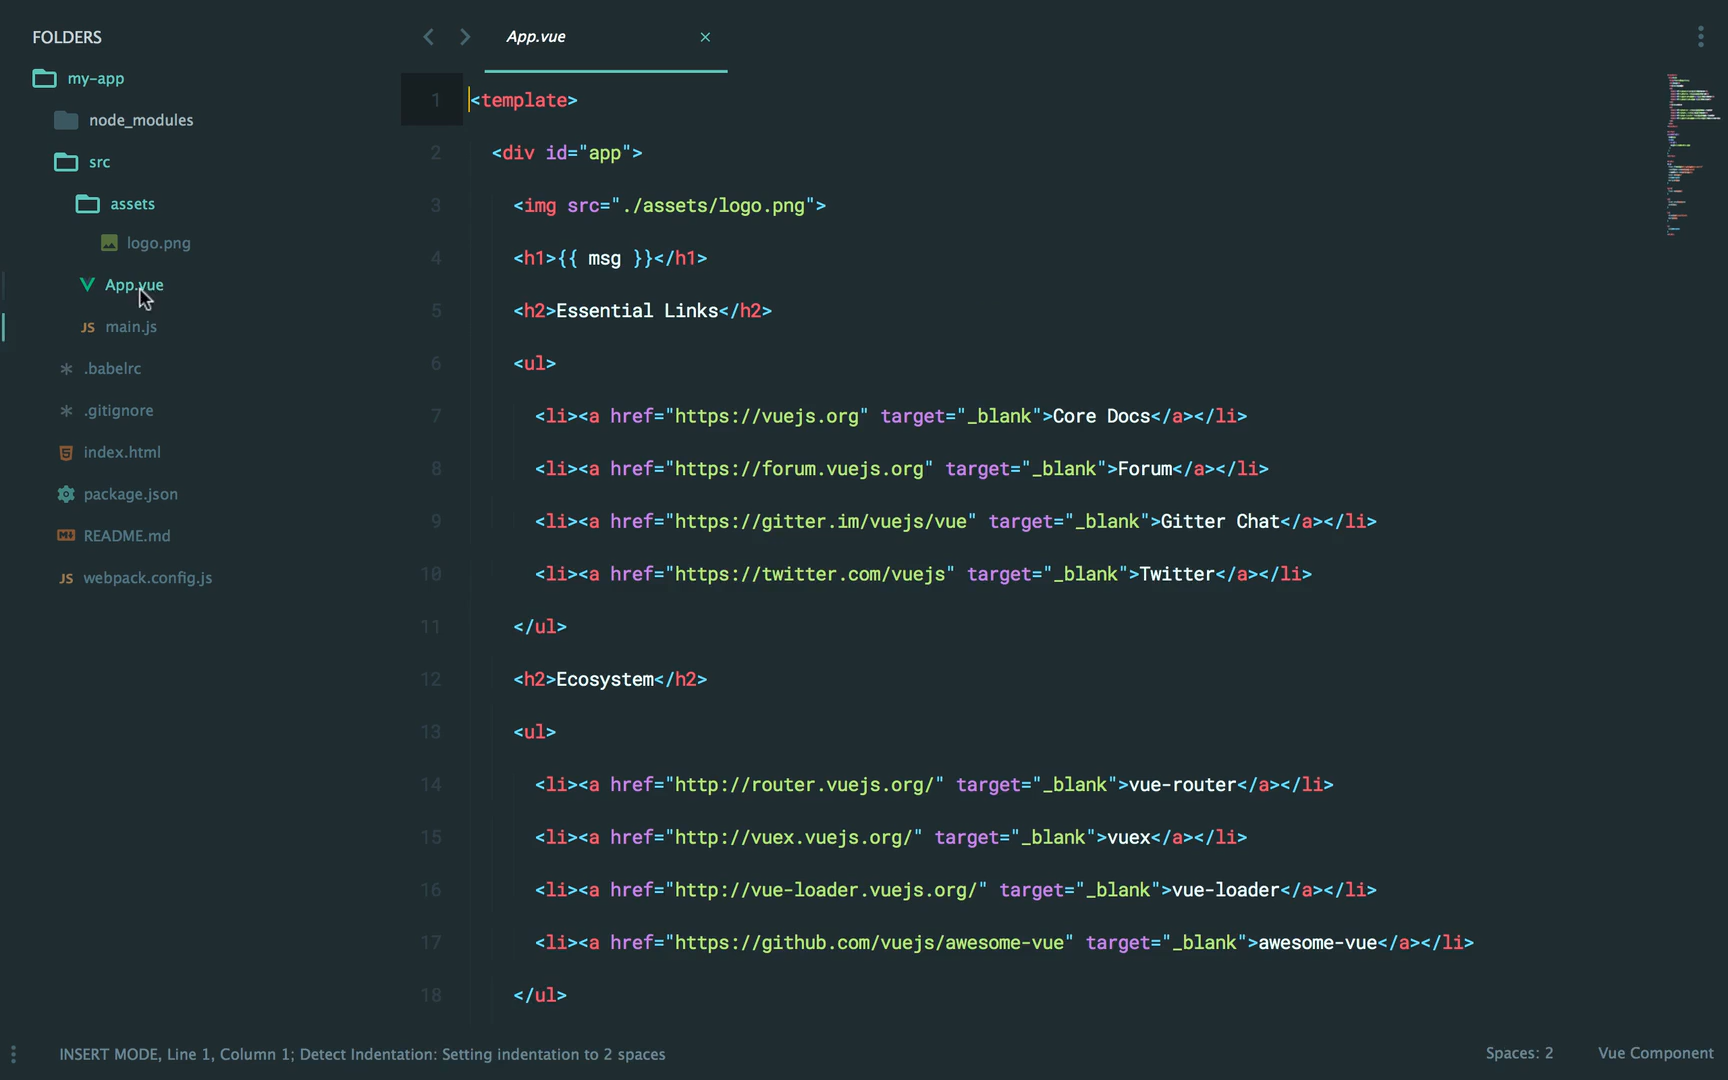 FOLDERS
my-app
node_modules
src
assets
logo.png
App.vue
JS main.js
.babelrc
.gitignore
index.html
package.json
README.md
JS webpack.config.js
App.vue
1 <template>
2 <div id="app">
3 <img src="./assets/logo.png">
4 <h1>{{ msg }}</h1>
5 <h2>Essential Links</h2>
6 <ul>
7 <li><a href="https://vuejs.org" target="_blank">Core Docs</a></li>
8 <li><a href="https://forum.vuejs.org" target="_blank">Forum</a></li>
9 <li><a href="https://gitter.im/vuejs/vue" target="_blank">Gitter Chat</a></li>
10 <li><a href="https://twitter.com/vuejs" target="_blank">Twitter</a></li>
11 </ul>
12 <h2>Ecosystem</h2>
13 <ul>
14 <li><a href="http://router.vuejs.org/" target="_blank">vue-router</a></li>
15 <li><a href="http://vuex.vuejs.org/" target="_blank">vuex</a></li>
16 <li><a href="http://vue-loader.vuejs.org/" target="_blank">vue-loader</a></li>
17 <li><a href="https://github.com/vuejs/awesome-vue" target="_blank">awesome-vue</a></li>
18 </ul>
INSERT MODE, Line 1, Column 1; Detect Indentation: Setting indentation to 2 spaces
Spaces: 2
Vue Component